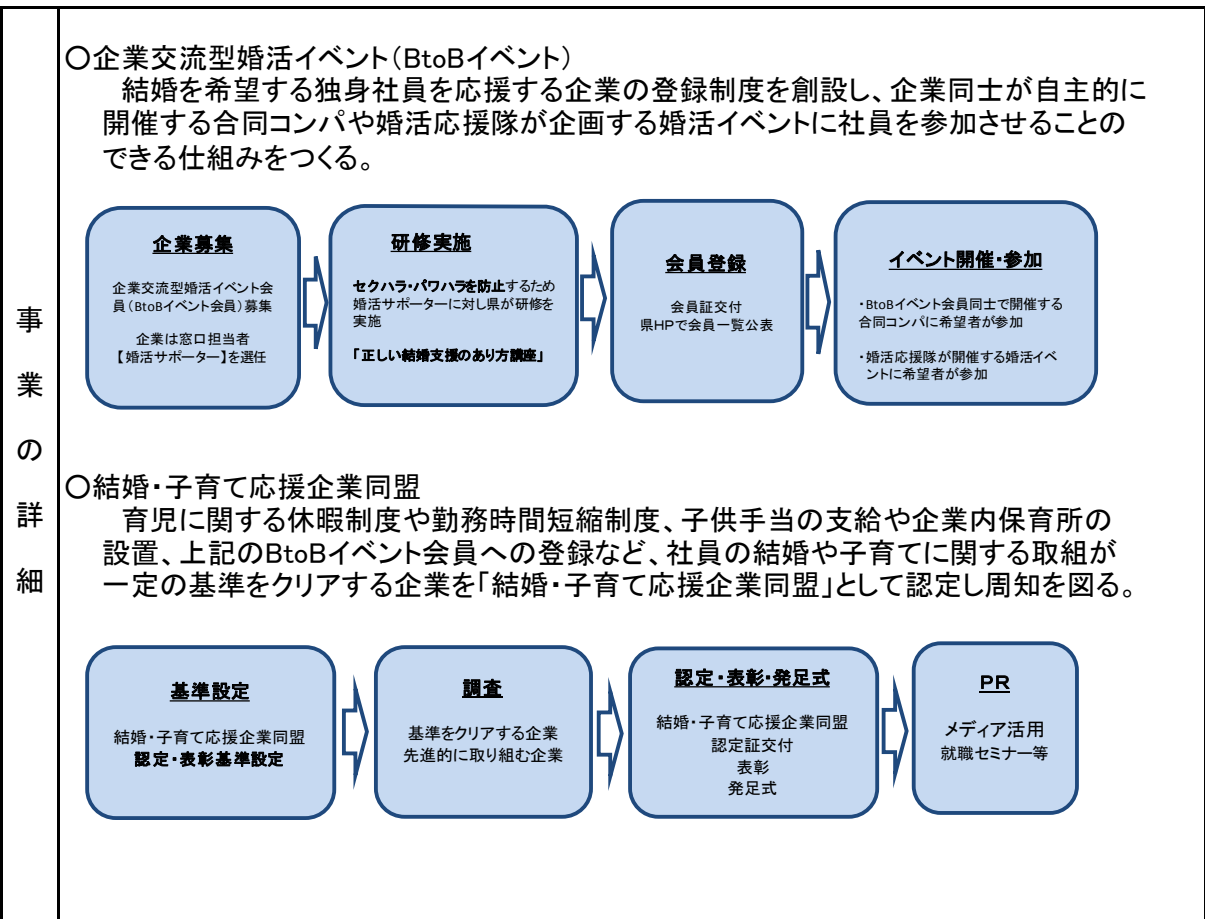 事業の詳細
〇企業交流型婚活イベント(BtoBイベント)
結婚を希望する独身社員を応援する企業の登録制度を創設し、企業同士が自主的に
開催する合同コンパや婚活応援隊が企画する婚活イベントに社員を参加させることの
できる仕組みをつくる。
企業募集
企業交流型婚活イベント会
員(BtoBイベント会員)募集
企業は窓口担当者
【婚活サポーター】を選任
研修実施
セクハラ・パワハラを防止するため
婚活サポーターに対し県が研修を
実施
「正しい結婚支援のあり方講座」
会員登録
会員証交付
県HPで会員一覧公表
イベント開催・参加
・BtoBイベント会員同士で開催する
合同コンパに希望者が参加
・婚活応援隊が開催する婚活イベ
ントに希望者が参加
〇結婚・子育て応援企業同盟
育児に関する休暇制度や勤務時間短縮制度、子供手当の支給や企業内保育所の
設置、上記のBtoBイベント会員への登録など、社員の結婚や子育てに関する取組が
一定の基準をクリアする企業を「結婚・子育て応援企業同盟」として認定し周知を図る。
基準設定
結婚・子育て応援企業同盟
認定・表彰基準設定
調査
基準をクリアする企業
先進的に取り組む企業
認定・表彰・発足式
結婚・子育て応援企業同盟
認定証交付
表彰
発足式
PR
メディア活用
就職セミナー等